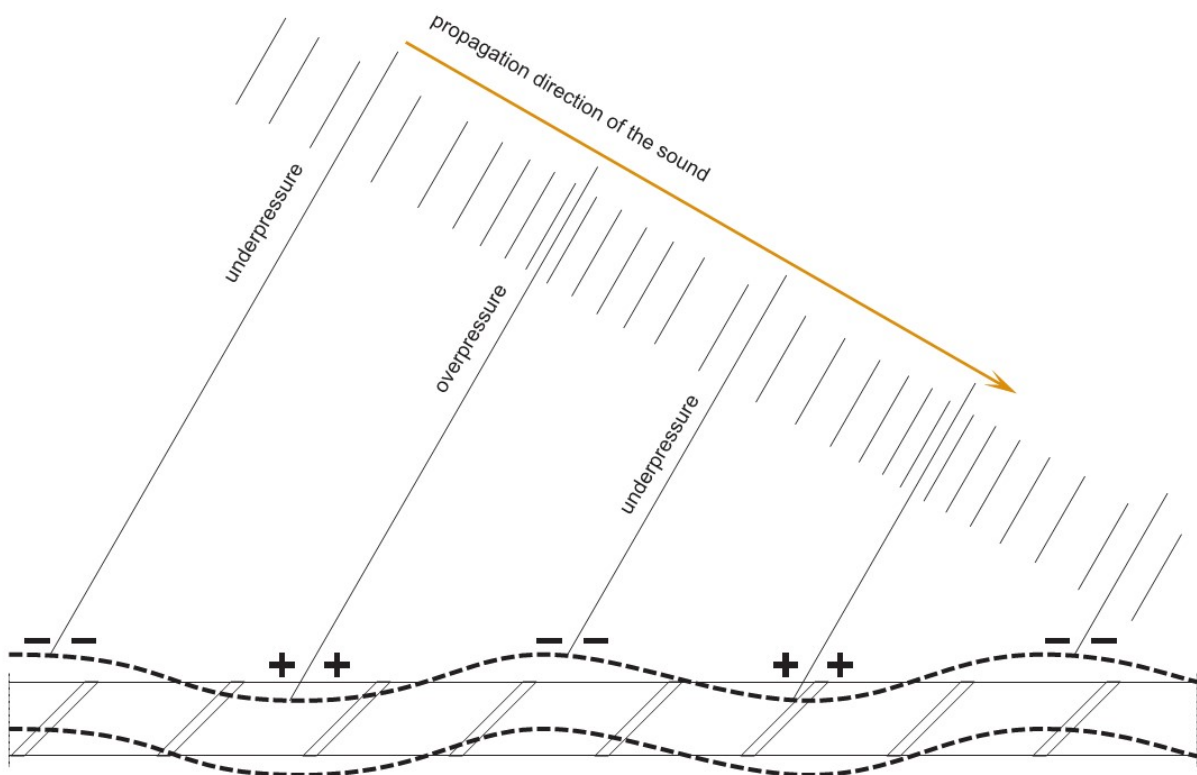 propagation direction of the sound
underpressure
overpressure
underpressure
− −
+ +
− −
+ +
− −